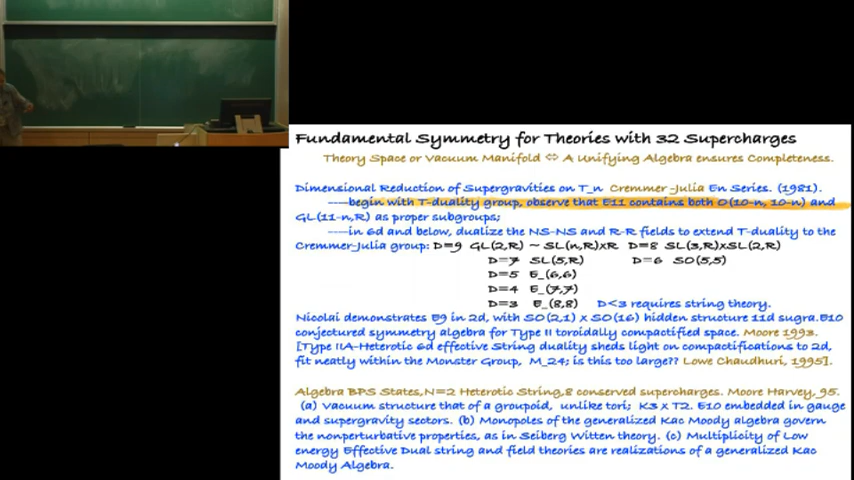 Fundamental Symmetry for Theories with 32 Supercharges
Theory Space or Vacuum Manifold ⇔ A Unifying Algebra ensures Completeness.
Dimensional Reduction of Supergravities on T_n Cremmer-Julia En Series. (1981).
----begin with T-duality group, observe that E11 contains both O(10-n, 10-n) and
GL(11-n,R) as proper subgroups;
----in 6d and below, dualize the NS-NS and R-R fields to extend T-duality to the
Cremmer-Julia group: D=9 GL(2,R) ~ SL(n,R)xR D=8 SL(3,R)xSL(2,R)
D=7 SL(5,R) D=6 SO(5,5)
D=5 E_(6,6)
D=4 E_(7,7)
D=3 E_(8,8) D<3 requires string theory.
Nicolai demonstrates E9 in 2d, with SO(2,1) x SO(16) hidden structure 11d sugra.E10
conjectured symmetry algebra for Type II toroidally compactified space. Moore 1993.
[Type IIA-Heterotic 6d effective String duality sheds light on compactifications to 2d,
fit neatly within the Monster Group, M_24; is this too large?? Lowe Chaudhuri, 1995].
Algebra BPS States,N=2 Heterotic String,8 conserved supercharges. Moore Harvey, 95.
(a) Vacuum structure that of a groupoid, unlike tori; K3 x T2. E10 embedded in gauge
and supergravity sectors. (b) Monopoles of the generalized Kac Moody algebra govern
the nonperturbative properties, as in Seiberg Witten theory. (c) Multiplicity of Low
energy Effective Dual string and field theories are realizations of a generalized Kac
Moody Algebra.